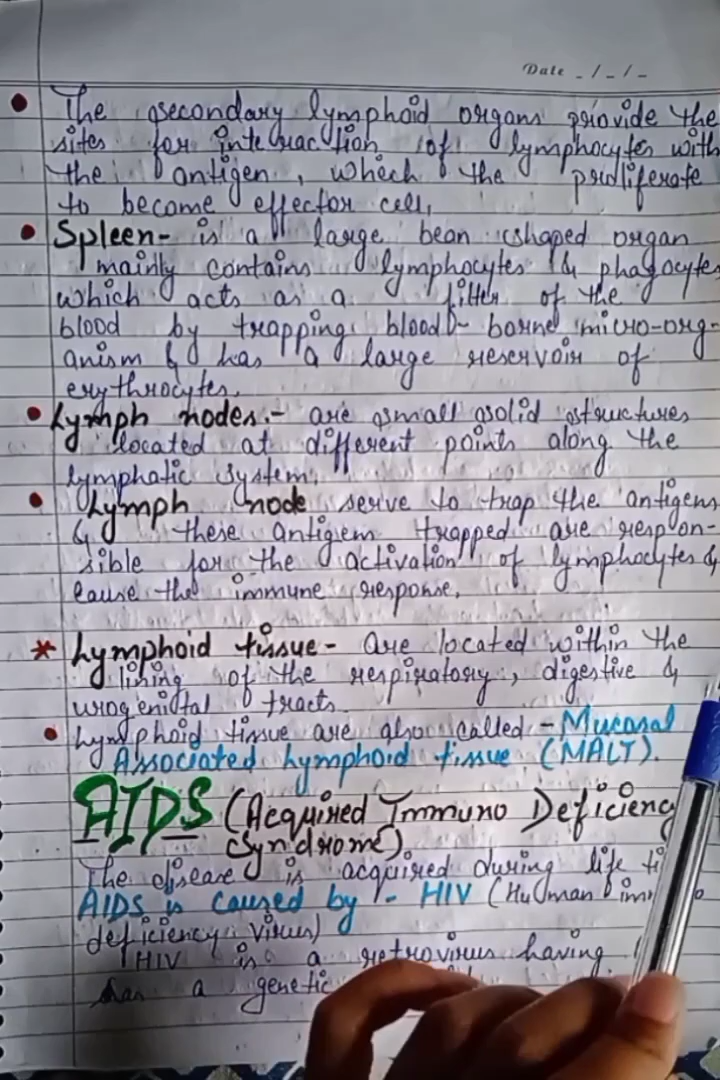 Date _ / _ / _
• The secondary lymphoid organs provide the
sites for interaction of lymphocytes with
the antigen, which the proliferate
to become effector cell,
• Spleen- is a large bean shaped organ
mainly contains lymphocytes & phagocytes
which acts as a filter of the
blood by trapping blood-borne micro-org-
anism & has a large reservoir of
erythrocytes.
• Lymph nodes.- are small solid structures
located at different points along the
lymphatic system.
• Lymph node serve to trap the antigens
& these antigen trapped are respon-
sible for the activation of lymphocytes &
cause the immune response.
* Lymphoid tissue- are located within the
lining of the respiratory, digestive &
urogenital tracts.
• Lymphoid tissue are also called - Mucosal
Associated Lymphoid tissue (MALT).
AIDS (Acquired Immuno Deficiency
Syndrome)
The disease is acquired during life
AIDS is caused by - HIV (Human
deficiency virus)
HIV is a retrovirus having
has a genetic